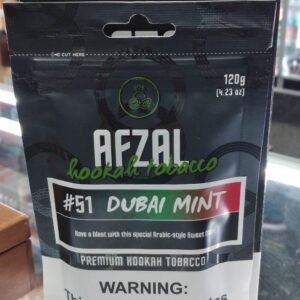 CUT HERE
120g
[4.23 oz]
AFZAL
hookah tobacco
#51 DUBAI MINT
Have a blast with this special Arabic-style Sweet
PREMIUM HOOKAH TOBACCO
WARNING: